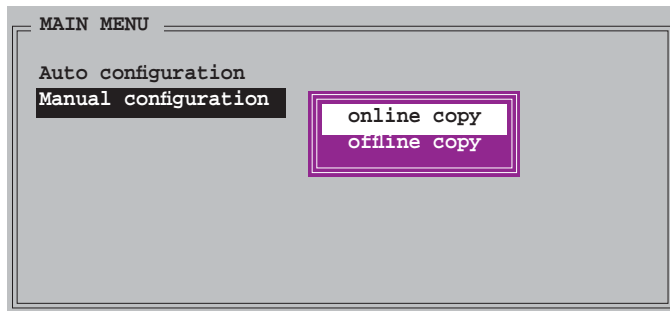 MAIN MENU
Auto configuration
Manual configuration
online copy
offline copy